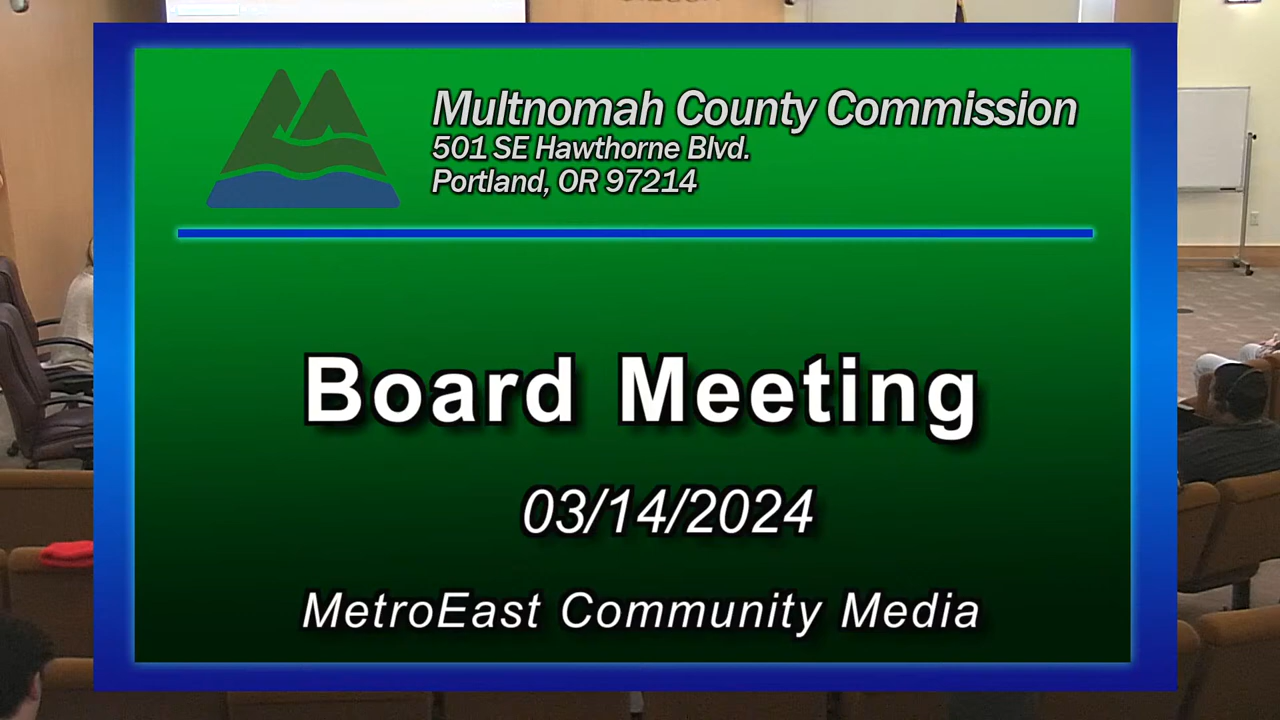 Multnomah County Commission
501 SE Hawthorne Blvd.
Portland, OR 97214
Board Meeting
03/14/2024
MetroEast Community Media